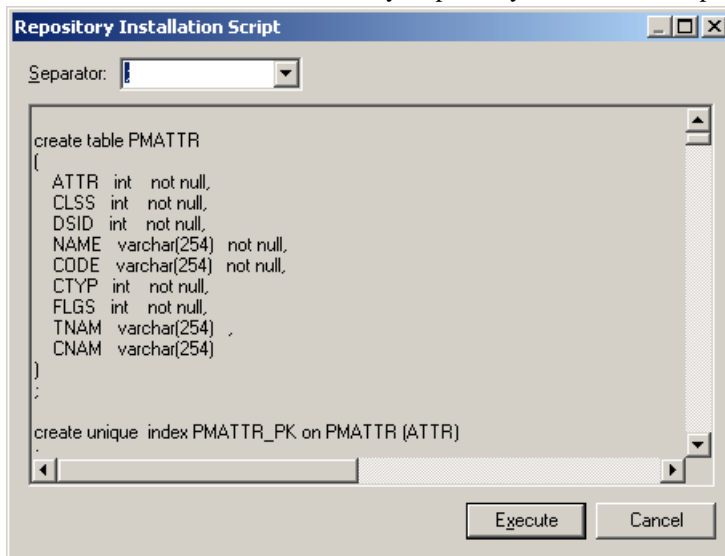 Repository Installation Script
Separator: ;
create table PMATTR
(
ATTR int not null,
CLSS int not null,
DSID int not null,
NAME varchar(254) not null,
CODE varchar(254) not null,
CTYP int not null,
FLGS int not null,
TNAM varchar(254) ,
CNAM varchar(254)
)
;
create unique index PMATTR_PK on PMATTR (ATTR)
Execute Cancel